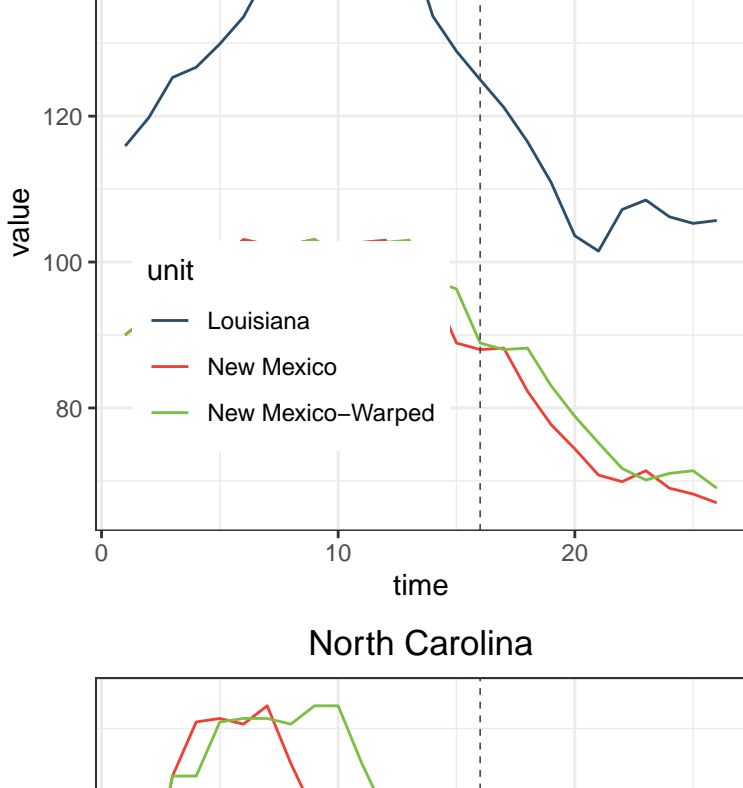 120
value
100
unit
Louisiana
New Mexico
New Mexico−Warped
80
0 10 20
time
North Carolina